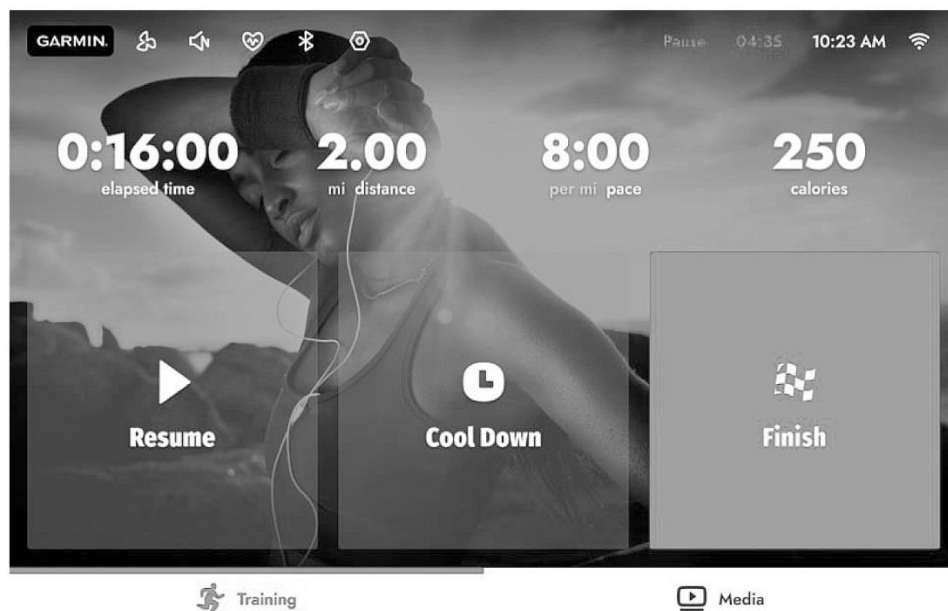 GARMIN. Pause 04:35 10:23 AM
0:16:00 2.00 8:00 250
elapsed time mi distance per mi pace calories
Resume Cool Down Finish
Training Media